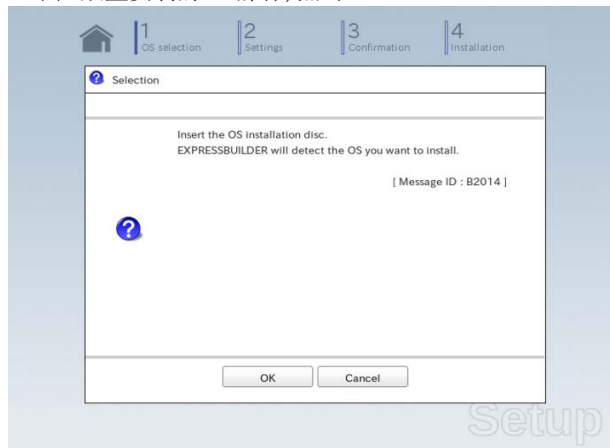 1
OS selection
2
Settings
3
Confirmation
4
Installation
Selection
Insert the OS installation disc.
EXPRESSBUILDER will detect the OS you want to install.
[ Message ID : B2014 ]
OK
Cancel
Setup